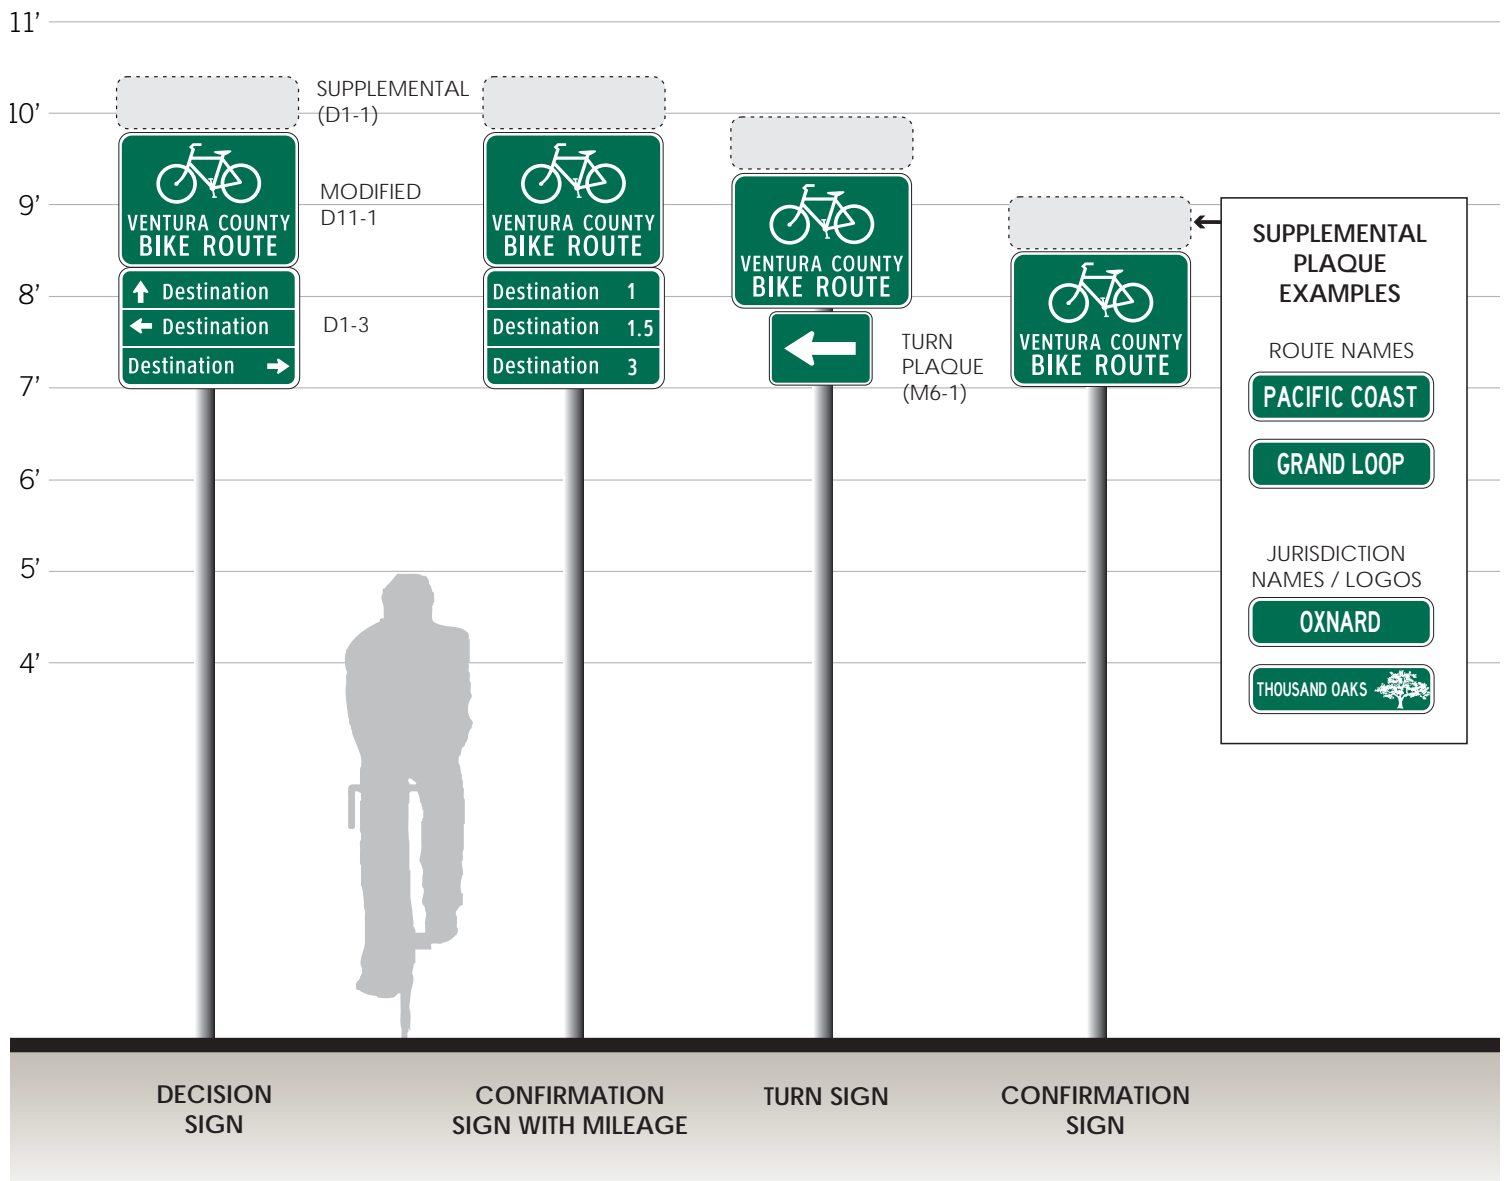 11’
10’
9’
8’
7’
6’
5’
4’
SUPPLEMENTAL
(D1-1)
VENTURA COUNTY
BIKE ROUTE
MODIFIED
D11-1
Destination
Destination
Destination
D1-3
VENTURA COUNTY
BIKE ROUTE
Destination 1
Destination 1.5
Destination 3
VENTURA COUNTY
BIKE ROUTE
TURN
PLAQUE
(M6-1)
VENTURA COUNTY
BIKE ROUTE
SUPPLEMENTAL
PLAQUE
EXAMPLES
ROUTE NAMES
PACIFIC COAST
GRAND LOOP
JURISDICTION
NAMES / LOGOS
OXNARD
THOUSAND OAKS
DECISION
SIGN
CONFIRMATION
SIGN WITH MILEAGE
TURN SIGN
CONFIRMATION
SIGN